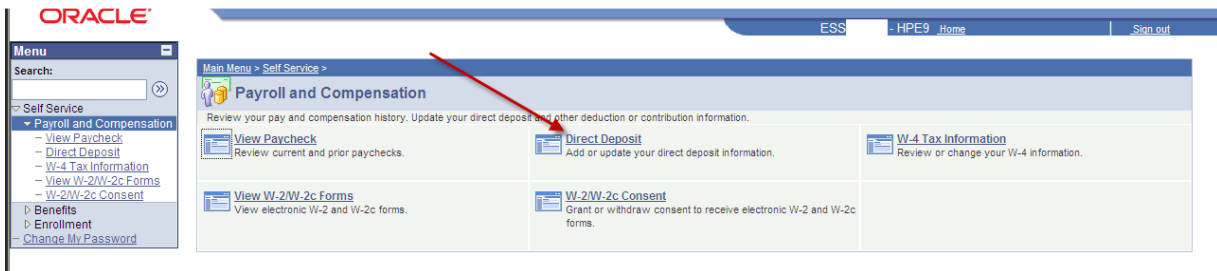 ORACLE
ESS - HPE9 Home Sign out
Menu
Search:
Self Service
Payroll and Compensation
View Paycheck
Direct Deposit
W-4 Tax Information
View W-2/W-2c Forms
W-2/W-2c Consent
Benefits
Enrollment
Change My Password
Main Menu > Self Service >
Payroll and Compensation
Review your pay and compensation history. Update your direct deposit and other deduction or contribution information.
View Paycheck
Review current and prior paychecks.
Direct Deposit
Add or update your direct deposit information.
W-4 Tax Information
Review or change your W-4 information.
View W-2/W-2c Forms
View electronic W-2 and W-2c forms.
W-2/W-2c Consent
Grant or withdraw consent to receive electronic W-2 and W-2c
forms.